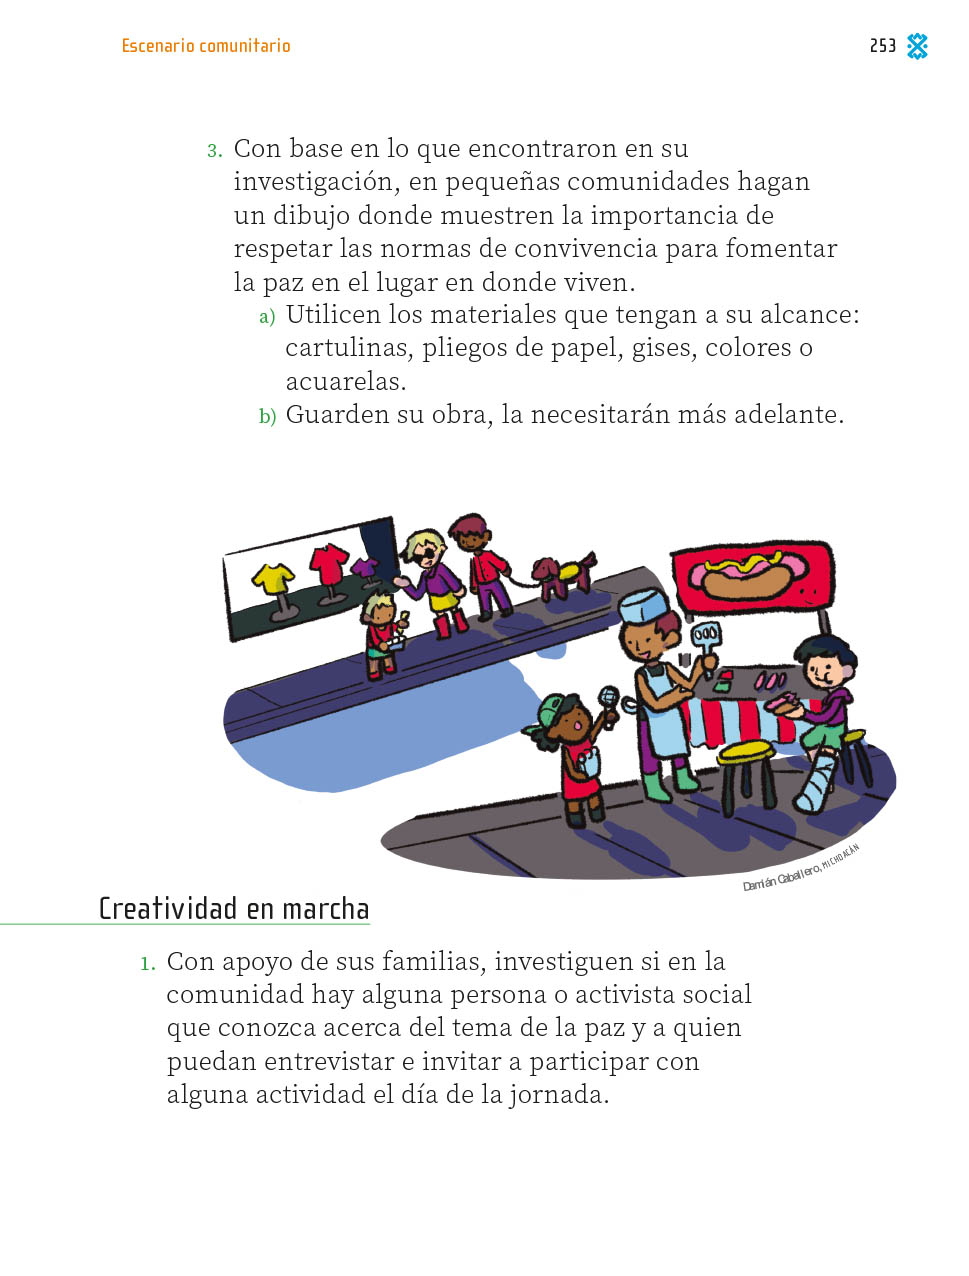 Escenario comunitario
253
3. Con base en lo que encontraron en su
investigación, en pequeñas comunidades hagan
un dibujo donde muestren la importancia de
respetar las normas de convivencia para fomentar
la paz en el lugar en donde viven.
a) Utilicen los materiales que tengan a su alcance:
cartulinas, pliegos de papel, gises, colores o
acuarelas.
b) Guarden su obra, la necesitarán más adelante.
Damián Caballero, MICHOACÁN
Creatividad en marcha
1. Con apoyo de sus familias, investiguen si en la
comunidad hay alguna persona o activista social
que conozca acerca del tema de la paz y a quien
puedan entrevistar e invitar a participar con
alguna actividad el día de la jornada.